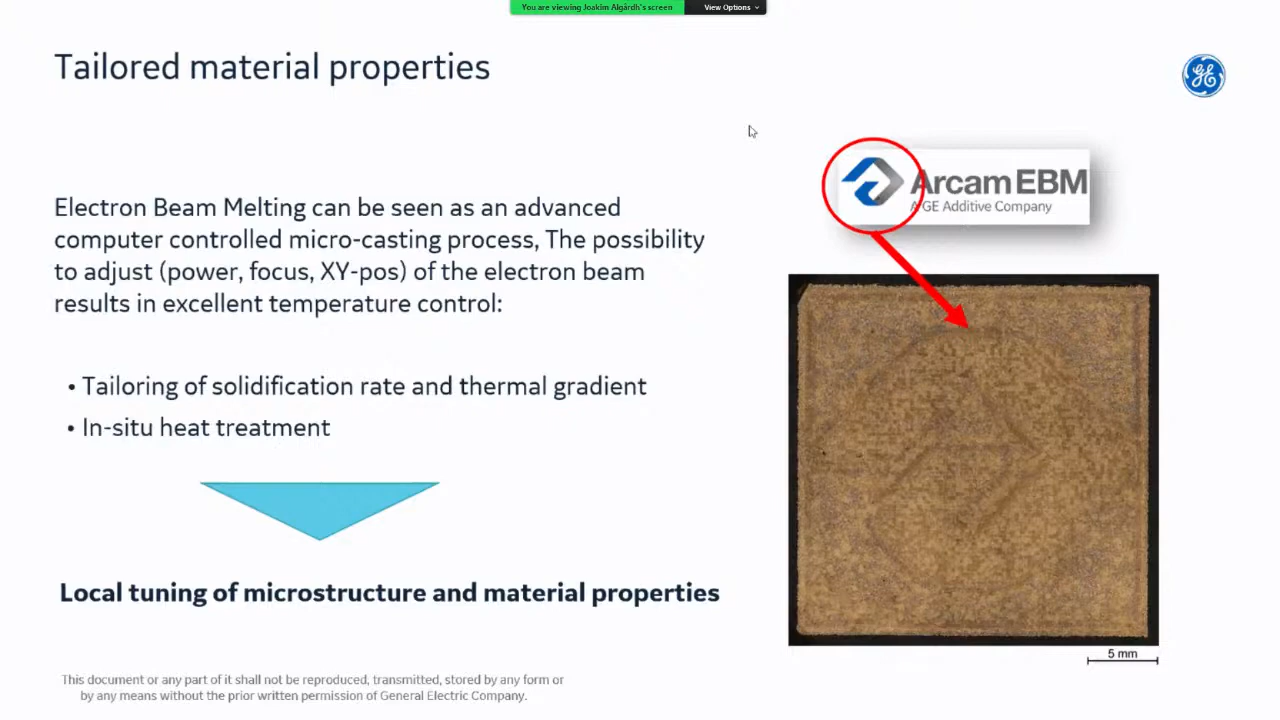 You are viewing Joakim Algårdh's screen
View Options
Tailored material properties
Arcam EBM
A GE Additive Company
Electron Beam Melting can be seen as an advanced
computer controlled micro-casting process, The possibility
to adjust (power, focus, XY-pos) of the electron beam
results in excellent temperature control:
• Tailoring of solidification rate and thermal gradient
• In-situ heat treatment
Local tuning of microstructure and material properties
5 mm
This document or any part of it shall not be reproduced, transmitted, stored by any form or
by any means without the prior written permission of General Electric Company.